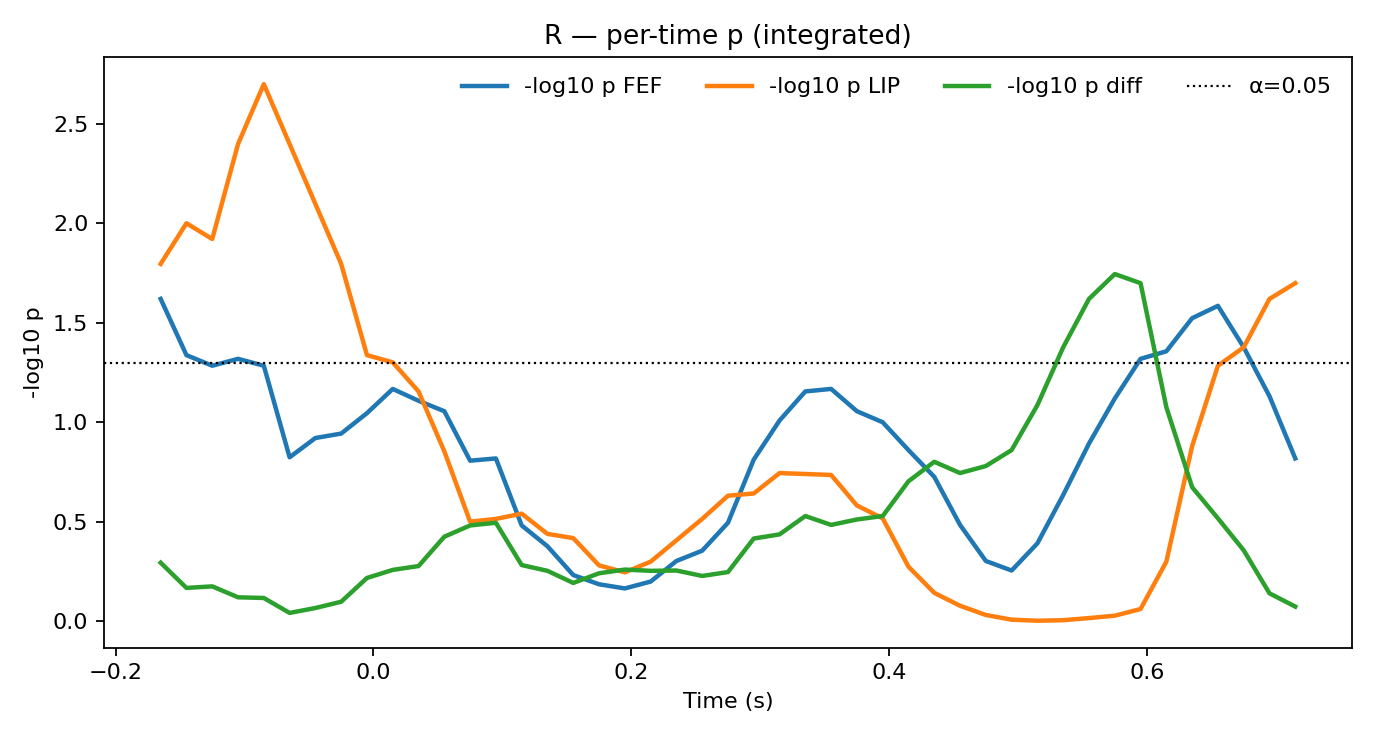 R — per-time p (integrated)
-log10 p FEF
-log10 p LIP
-log10 p diff
α=0.05
-log10 p
2.5
2.0
1.5
1.0
0.5
0.0
−0.2
0.0
0.2
0.4
0.6
Time (s)